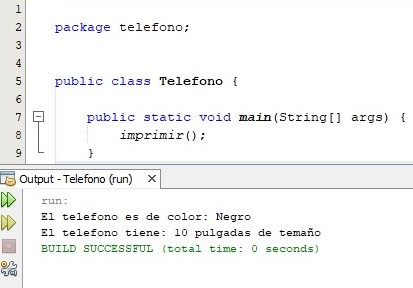 1
2 package telefono;
3
4
5 public class Telefono {
6
7 public static void main(String[] args) {
8 imprimir();
9 }
Output - Telefono (run) X
run:
El telefono es de color: Negro
El telefono tiene: 10 pulgadas de temaño
BUILD SUCCESSFUL (total time: 0 seconds)